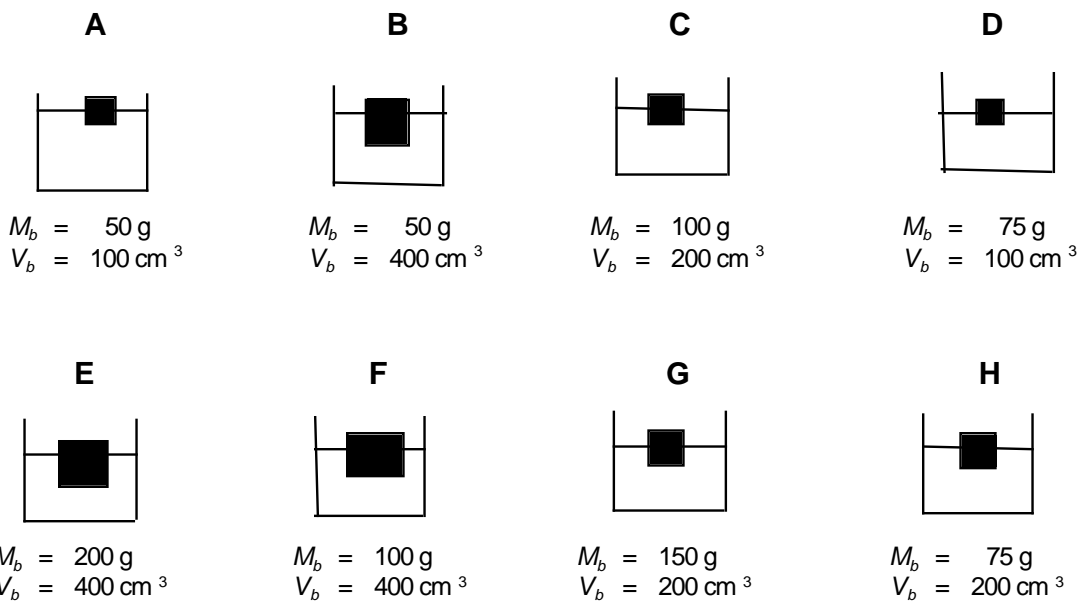 A B C D
M_b = 50 g M_b = 50 g M_b = 100 g M_b = 75 g
V_b = 100 cm ³ V_b = 400 cm ³ V_b = 200 cm ³ V_b = 100 cm ³
E F G H
M_b = 200 g M_b = 100 g M_b = 150 g M_b = 75 g
V_b = 400 cm ³ V_b = 400 cm ³ V_b = 200 cm ³ V_b = 200 cm ³